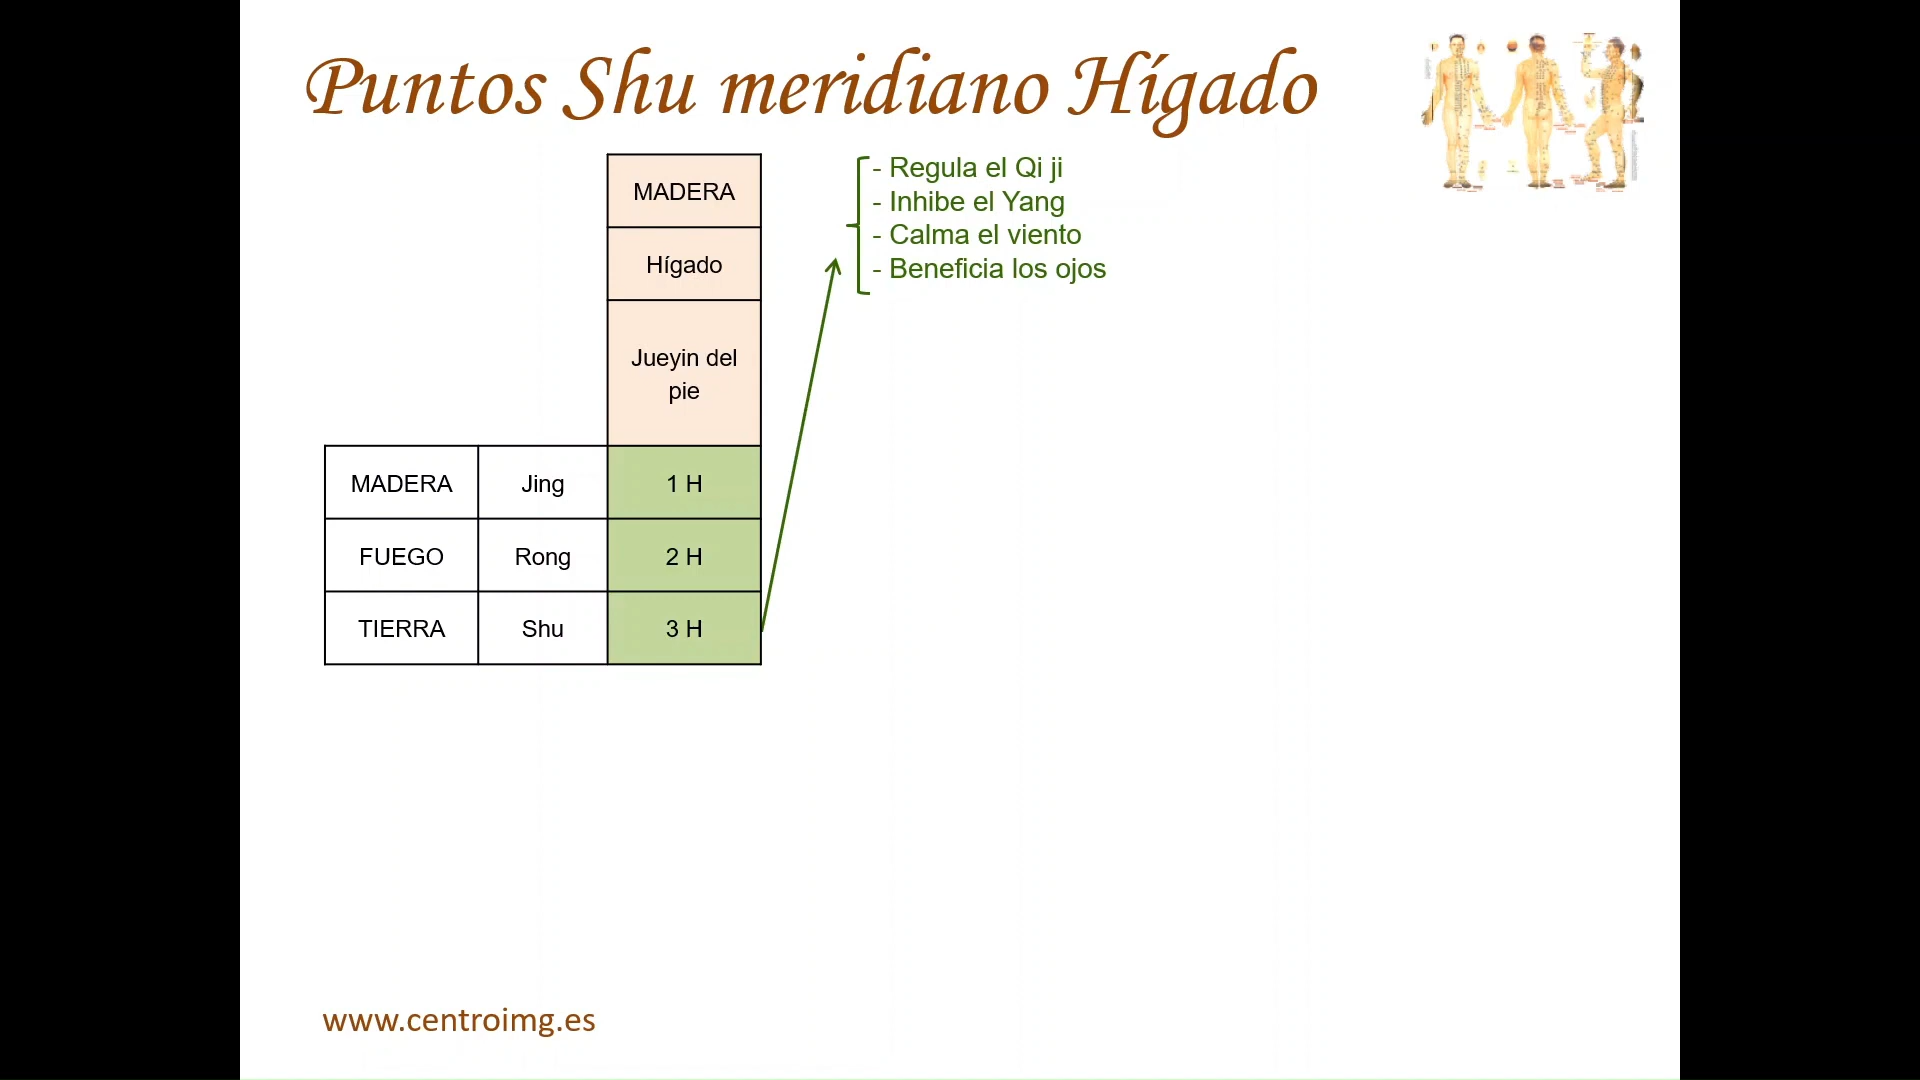 Puntos Shu meridiano Hígado
MADERA
Hígado
Jueyin del
pie
- Regula el Qi ji
- Inhibe el Yang
- Calma el viento
- Beneficia los ojos
MADERA Jing 1 H
FUEGO Rong 2 H
TIERRA Shu 3 H
www.centroimg.es